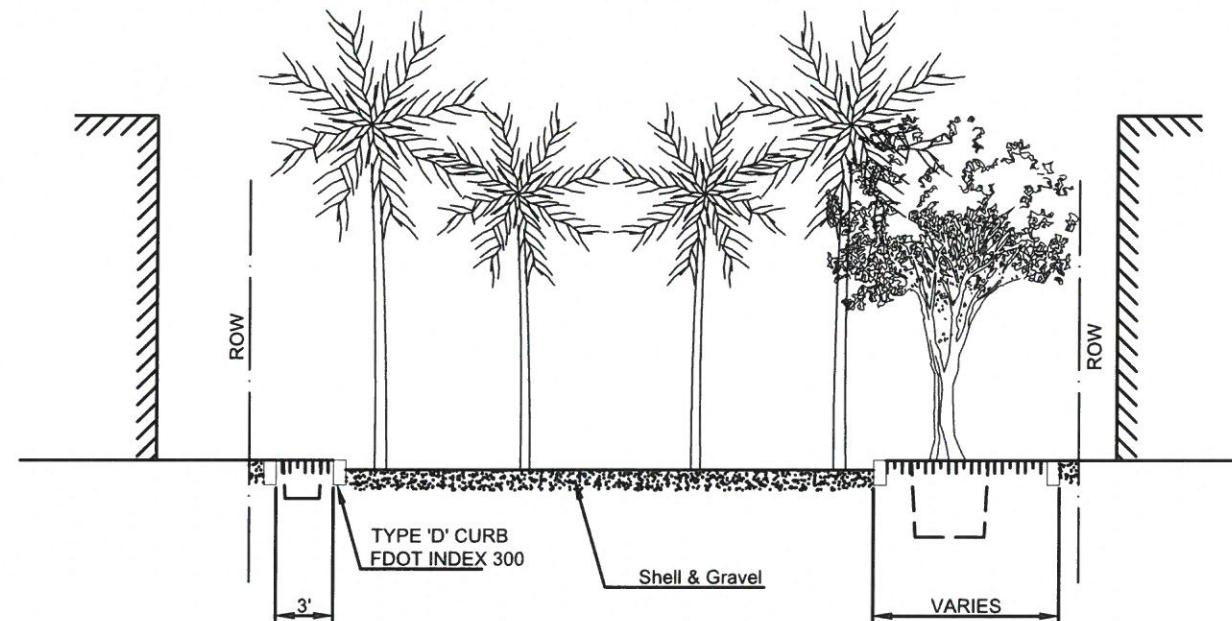 ROW
ROW
TYPE 'D' CURB
FDOT INDEX 300
Shell & Gravel
3'
VARIES